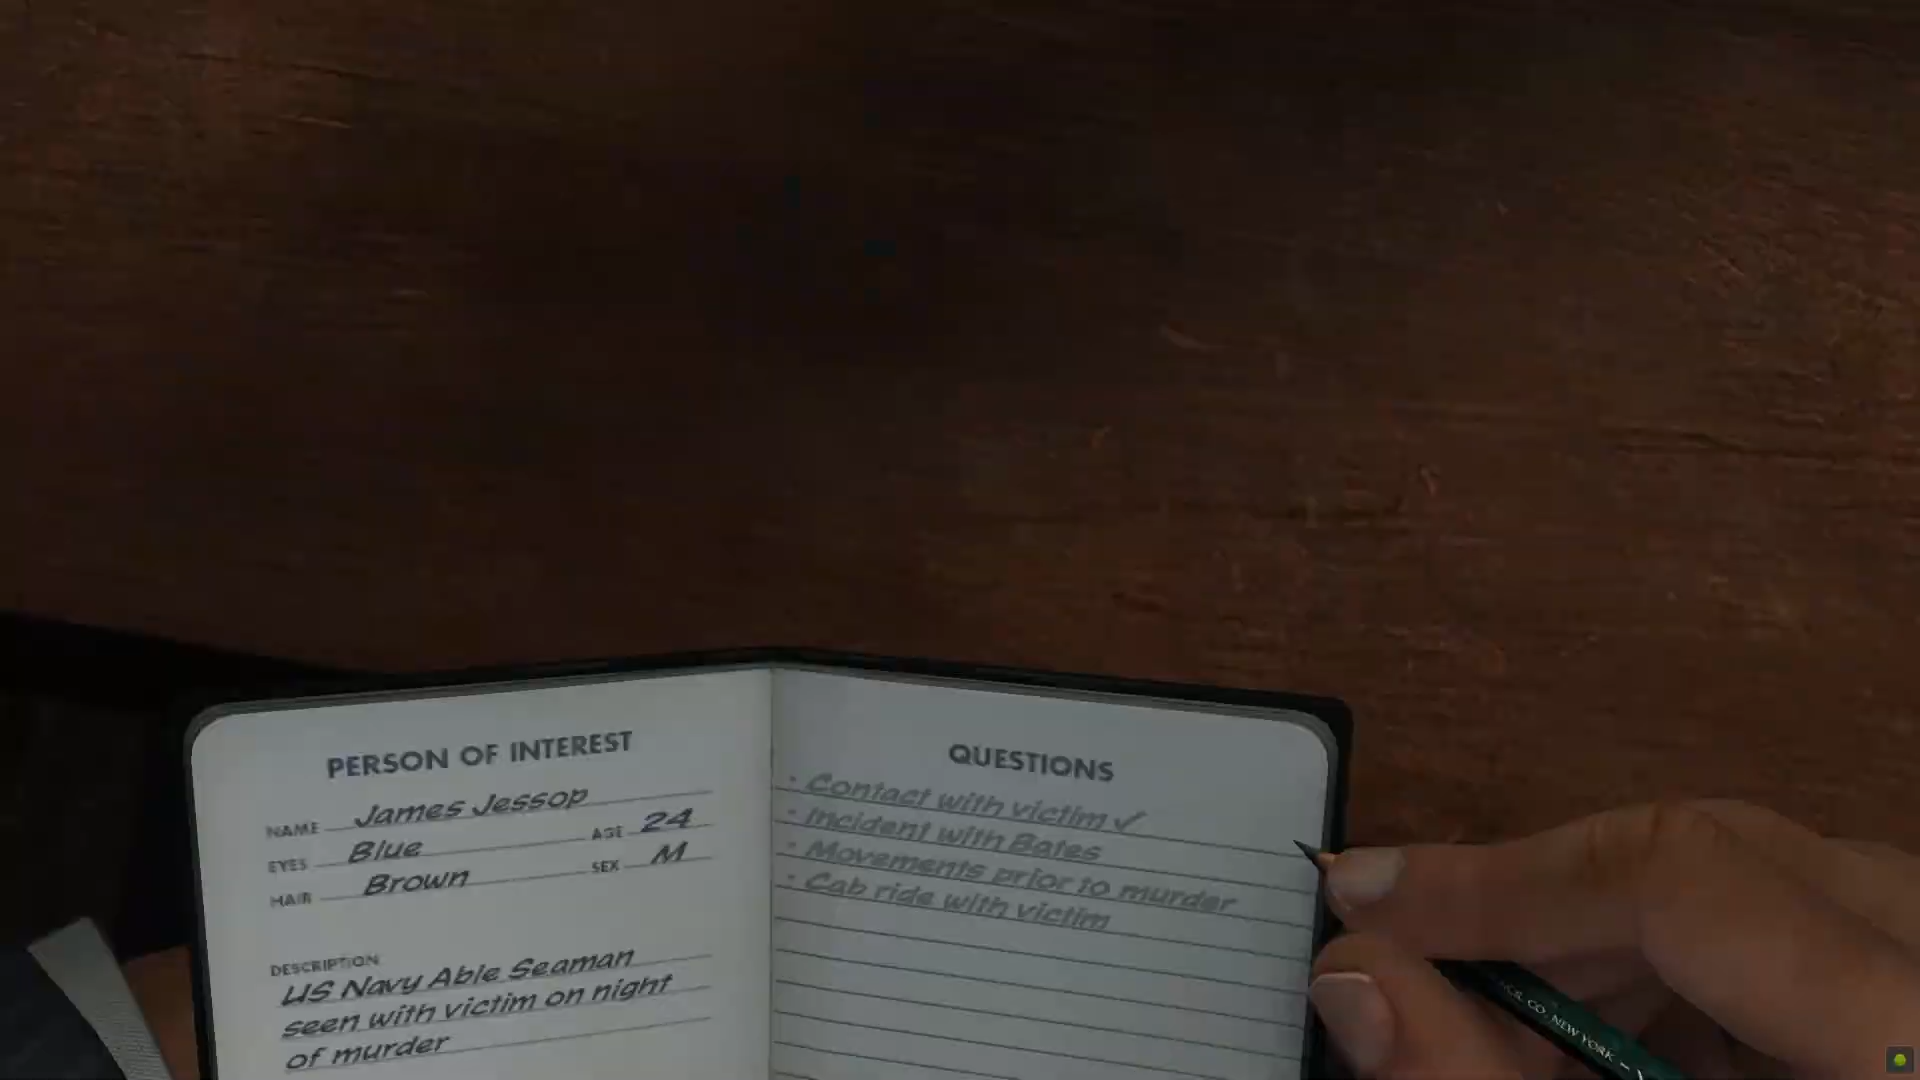 PERSON OF INTEREST
NAME James Jessop
EYES Blue AGE 24
HAIR Brown SEX M
DESCRIPTION
US Navy Able Seaman
seen with victim on night
of murder
QUESTIONS
· Contact with victim ✓
· Incident with Bates
· Movements prior to murder
· Cab ride with victim
CO., NEW YORK -